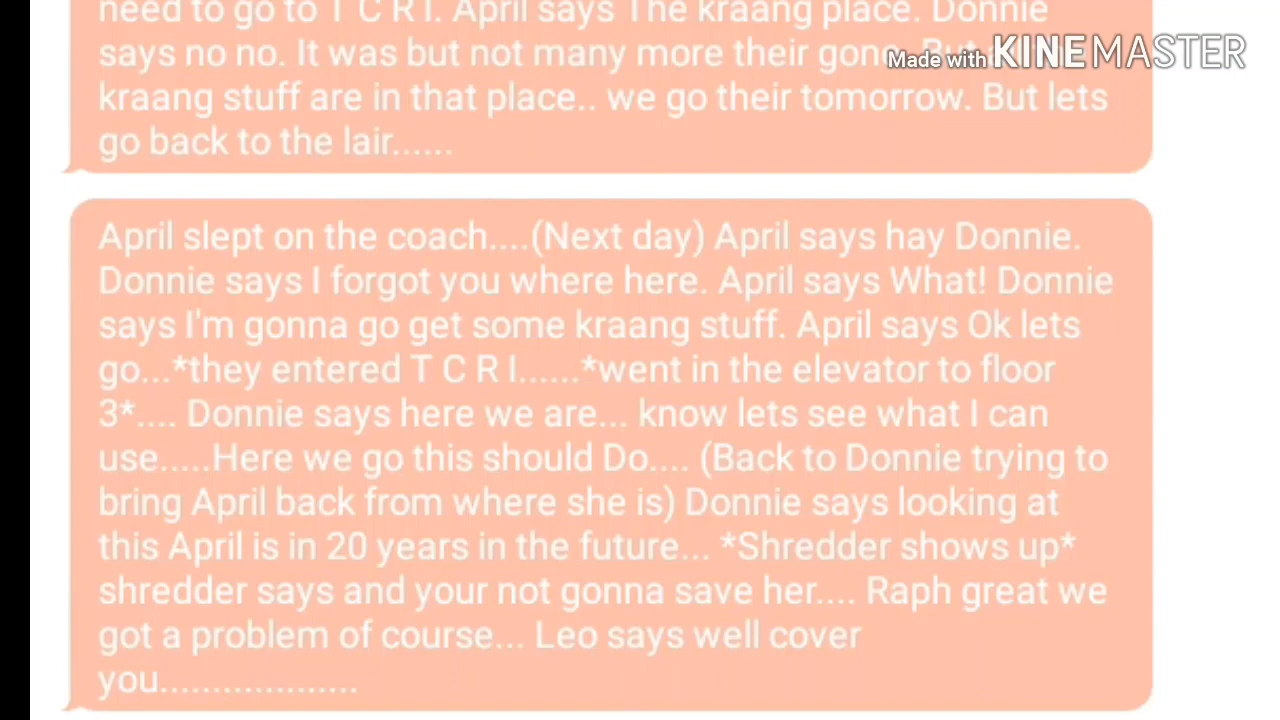 need to go to T C R I. April says The kraang place. Donnie
says no no. It was but not many more their gone. But
kraang stuff are in that place.. we go their tomorrow. But lets
go back to the lair......
Made with KINEMASTER
April slept on the coach....(Next day) April says hay Donnie.
Donnie says I forgot you where here. April says What! Donnie
says I'm gonna go get some kraang stuff. April says Ok lets
go...*they entered T C R I......*went in the elevator to floor
3*.... Donnie says here we are... know lets see what I can
use.....Here we go this should Do.... (Back to Donnie trying to
bring April back from where she is) Donnie says looking at
this April is in 20 years in the future... *Shredder shows up*
shredder says and your not gonna save her.... Raph great we
got a problem of course... Leo says well cover
you...................